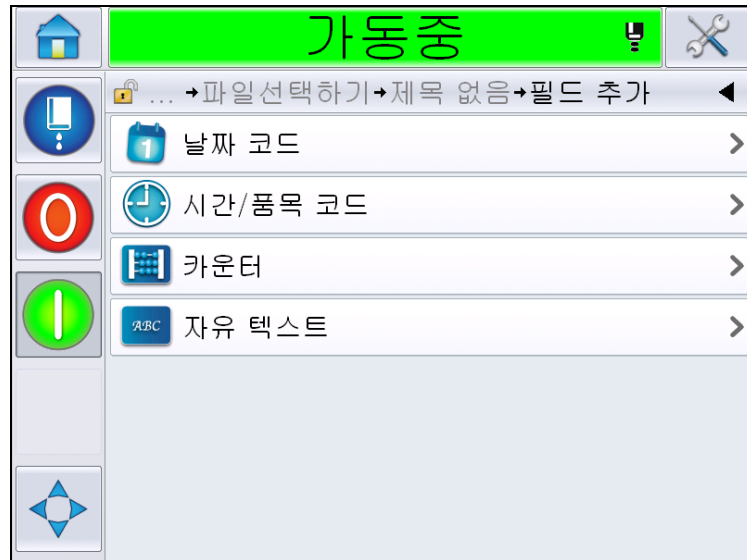 가동중
... →파일선택하기→제목 없음→필드 추가
1 날짜 코드
시간/품목 코드
카운터
ABC 자유 텍스트